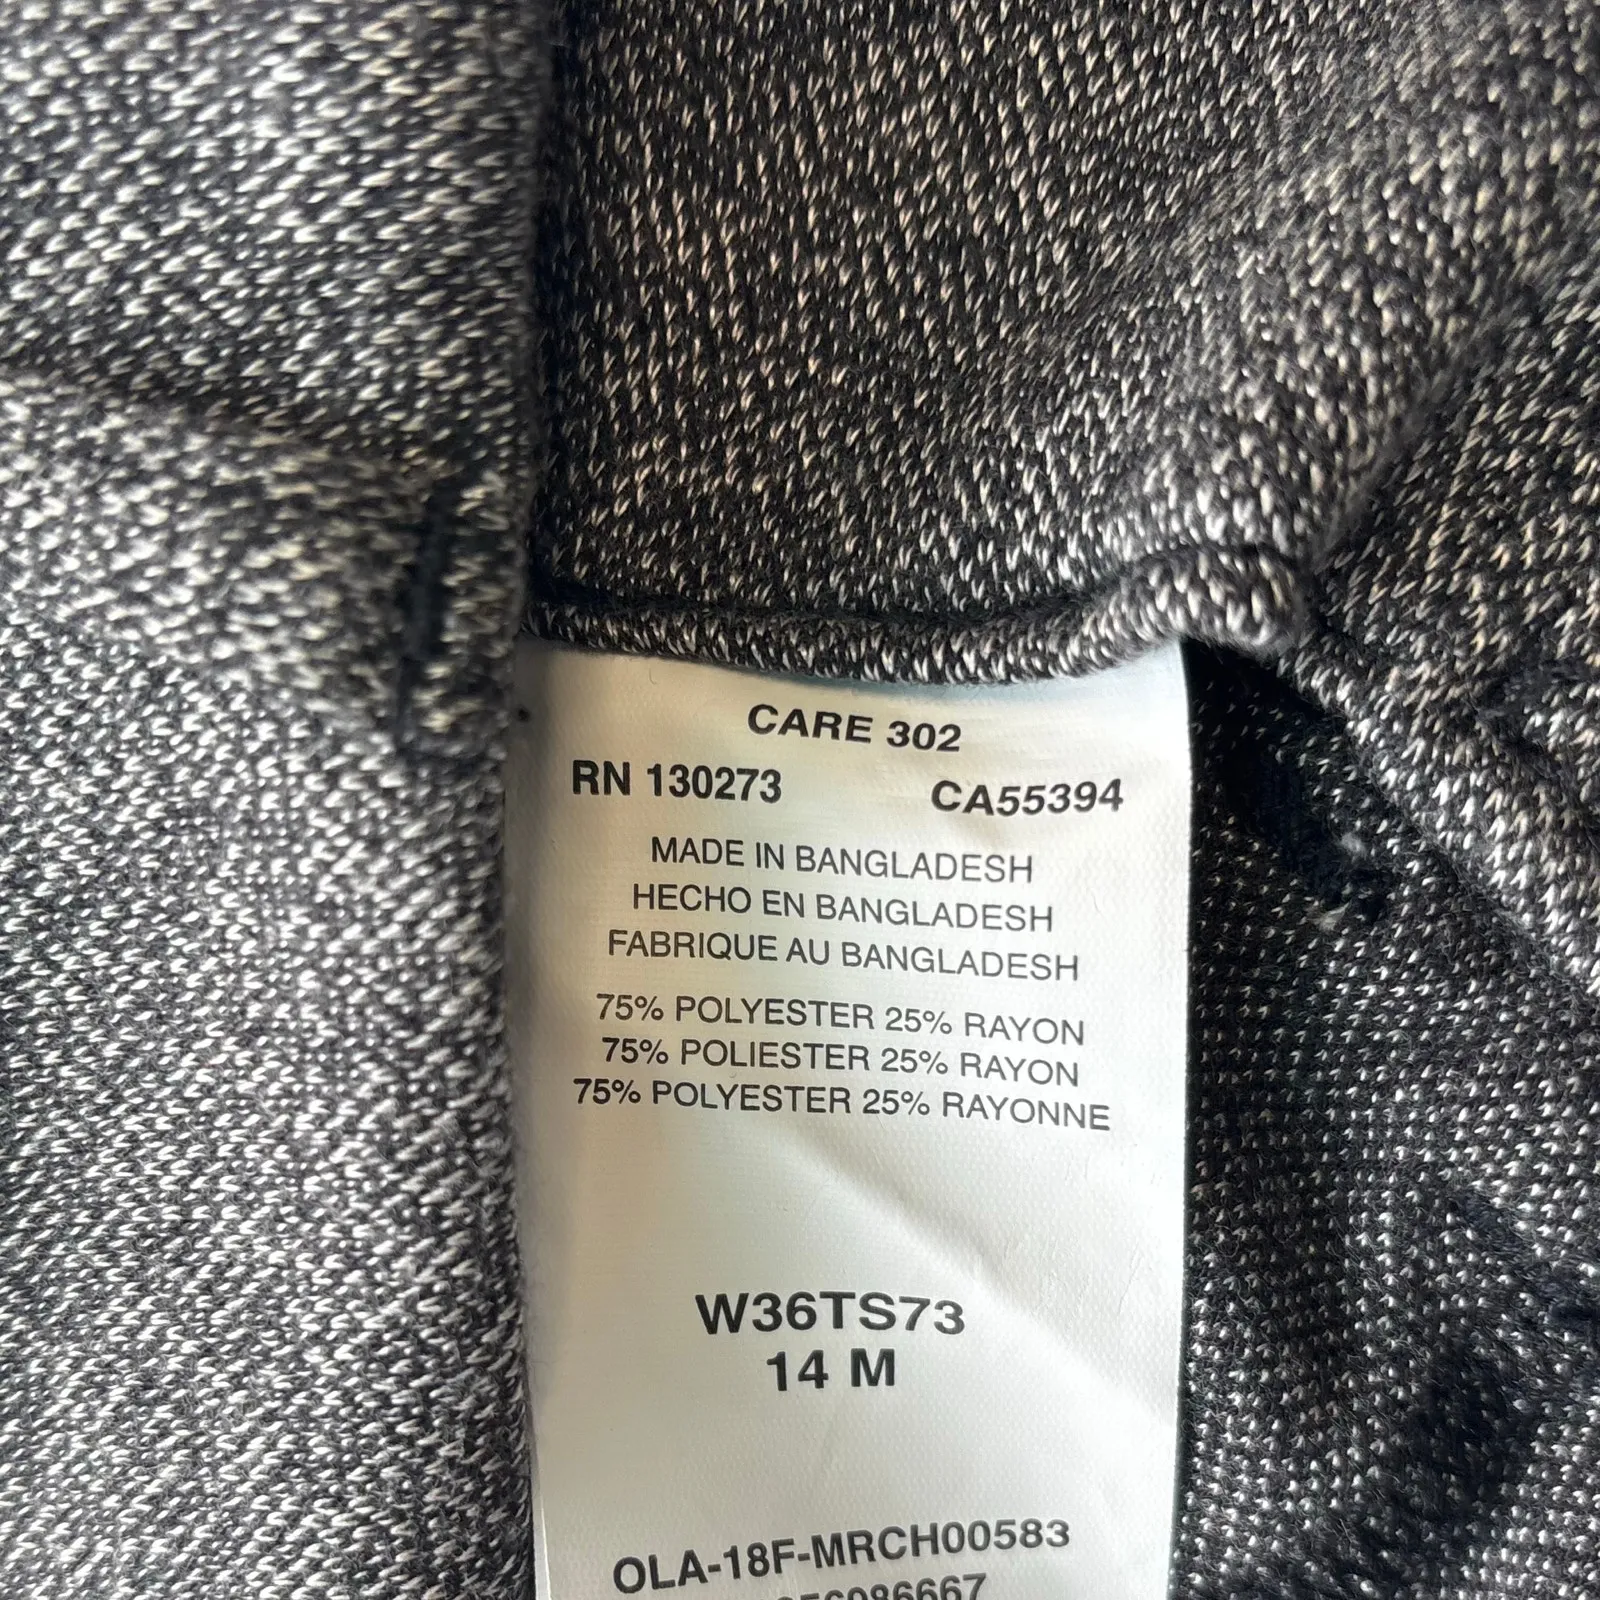 CARE 302
RN 130273 CA55394
MADE IN BANGLADESH
HECHO EN BANGLADESH
FABRIQUE AU BANGLADESH
75% POLYESTER 25% RAYON
75% POLIESTER 25% RAYON
75% POLYESTER 25% RAYONNE
W36TS73
14 M
OLA-18F-MRCH00583